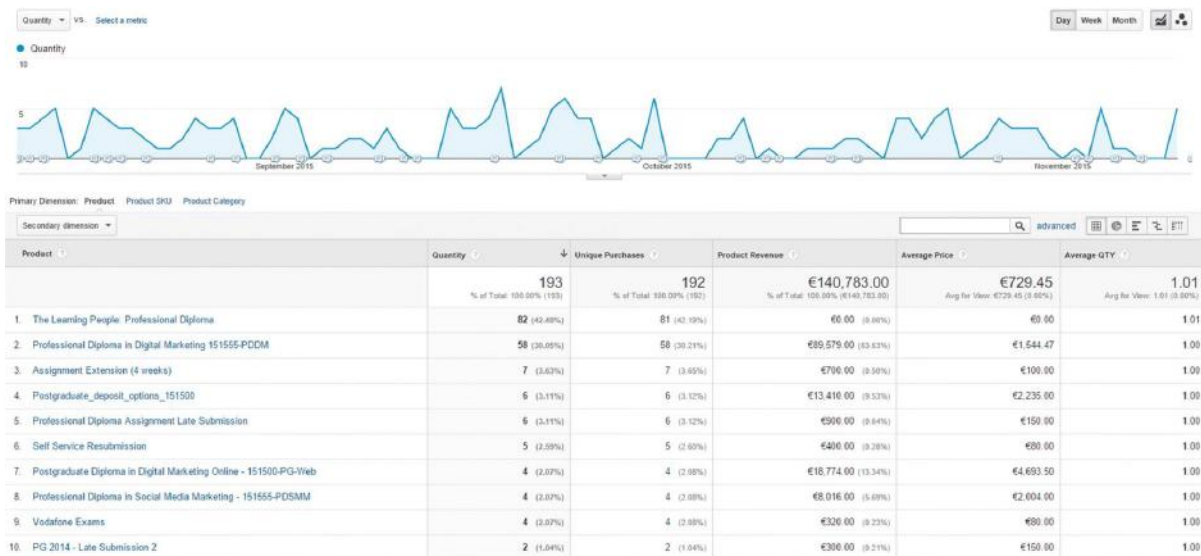 Quantity VS. Select a metric Day Week Month
Quantity
10
5
September 2015 October 2015 November 2015
Primary Dimension: Product Product SKU Product Category
Secondary dimension advanced
Product Quantity Unique Purchases Product Revenue Average Price Average QTY
193 192 €140,783.00 €729.45 1.01
% of Total: 100.00% (193) % of Total: 100.00% (192) % of Total: 100.00% (€140,783.00) Avg for View: €729.45 (0.00%) Avg for View: 1.01 (0.00%)
1. The Learning People: Professional Diploma 82 (42.49%) 81 (42.19%) €0.00 (0.00%) €0.00 1.01
2. Professional Diploma in Digital Marketing 151555-PDDM 58 (30.05%) 58 (30.21%) €89,579.00 (63.63%) €1,544.47 1.00
3. Assignment Extension (4 weeks) 7 (3.63%) 7 (3.65%) €700.00 (0.50%) €100.00 1.00
4. Postgraduate_deposit_options_151500 6 (3.11%) 6 (3.12%) €13,410.00 (9.53%) €2,235.00 1.00
5. Professional Diploma Assignment Late Submission 6 (3.11%) 6 (3.12%) €900.00 (0.64%) €150.00 1.00
6. Self Service Resubmission 5 (2.59%) 5 (2.60%) €400.00 (0.28%) €80.00 1.00
7. Postgraduate Diploma in Digital Marketing Online - 151500-PG-Web 4 (2.07%) 4 (2.08%) €18,774.00 (13.34%) €4,693.50 1.00
8. Professional Diploma in Social Media Marketing - 151555-PDSMM 4 (2.07%) 4 (2.08%) €8,016.00 (5.69%) €2,004.00 1.00
9. Vodafone Exams 4 (2.07%) 4 (2.08%) €320.00 (0.23%) €80.00 1.00
10. PG 2014 - Late Submission 2 2 (1.04%) 2 (1.04%) €300.00 (0.21%) €150.00 1.00